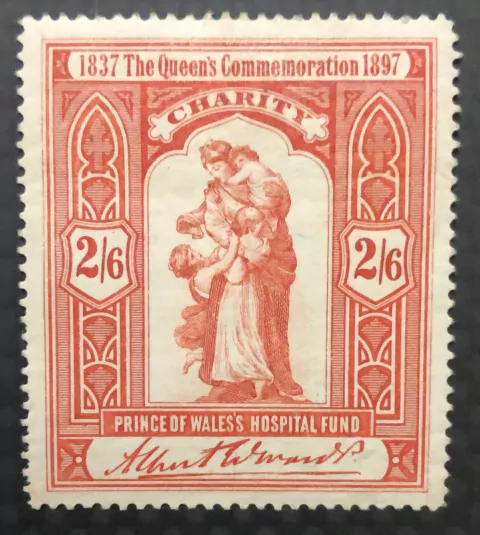 1837 The Queen's Commemoration 1897
CHARITY
2/6 2/6
PRINCE OF WALES'S HOSPITAL FUND
Albert Edward P.